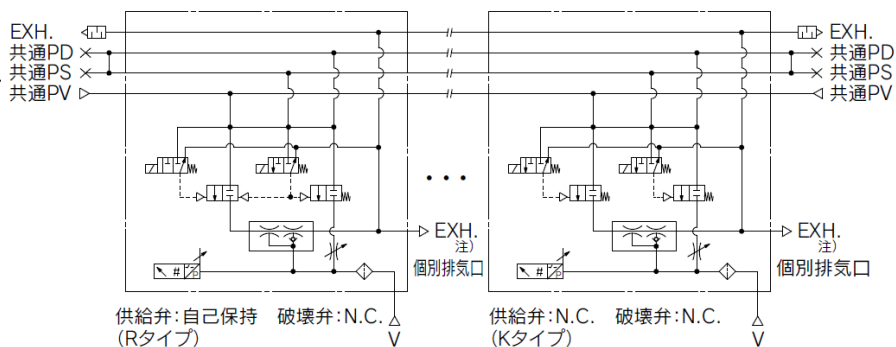 EXH.
共通PD
共通PS
共通PV
EXH.
共通PD
共通PS
共通PV
EXH.
注)
個別排気口
EXH.
注)
個別排気口
#
P
#
P
供給弁：自己保持 破壊弁：N.C.
(Rタイプ)
V
供給弁：N.C. 破壊弁：N.C.
(Kタイプ)
V